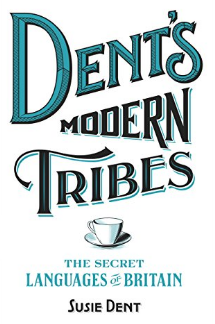 DENT'S
MODERN
TRIBES
THE SECRET
LANGUAGES OF BRITAIN
SUSIE DENT